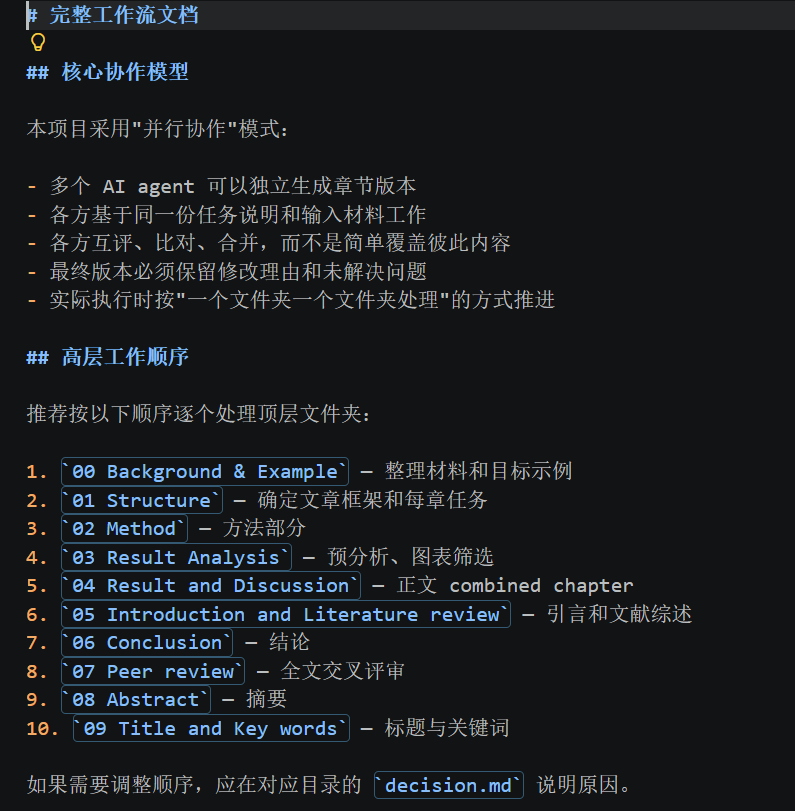 # 完整工作流文档
## 核心协作模型
本项目采用"并行协作"模式：
- 多个 AI agent 可以独立生成章节版本
- 各方基于同一份任务说明和输入材料工作
- 各方互评、比对、合并，而不是简单覆盖彼此内容
- 最终版本必须保留修改理由和未解决问题
- 实际执行时按"一个文件夹一个文件夹处理"的方式推进
## 高层工作顺序
推荐按以下顺序逐个处理顶层文件夹：
1. `00 Background & Example` — 整理材料和目标示例
2. `01 Structure` — 确定文章框架和每章任务
3. `02 Method` — 方法部分
4. `03 Result Analysis` — 预分析、图表筛选
5. `04 Result and Discussion` — 正文 combined chapter
6. `05 Introduction and Literature review` — 引言和文献综述
7. `06 Conclusion` — 结论
8. `07 Peer review` — 全文交叉评审
9. `08 Abstract` — 摘要
10. `09 Title and Key words` — 标题与关键词
如果需要调整顺序，应在对应目录的 `decision.md` 说明原因。